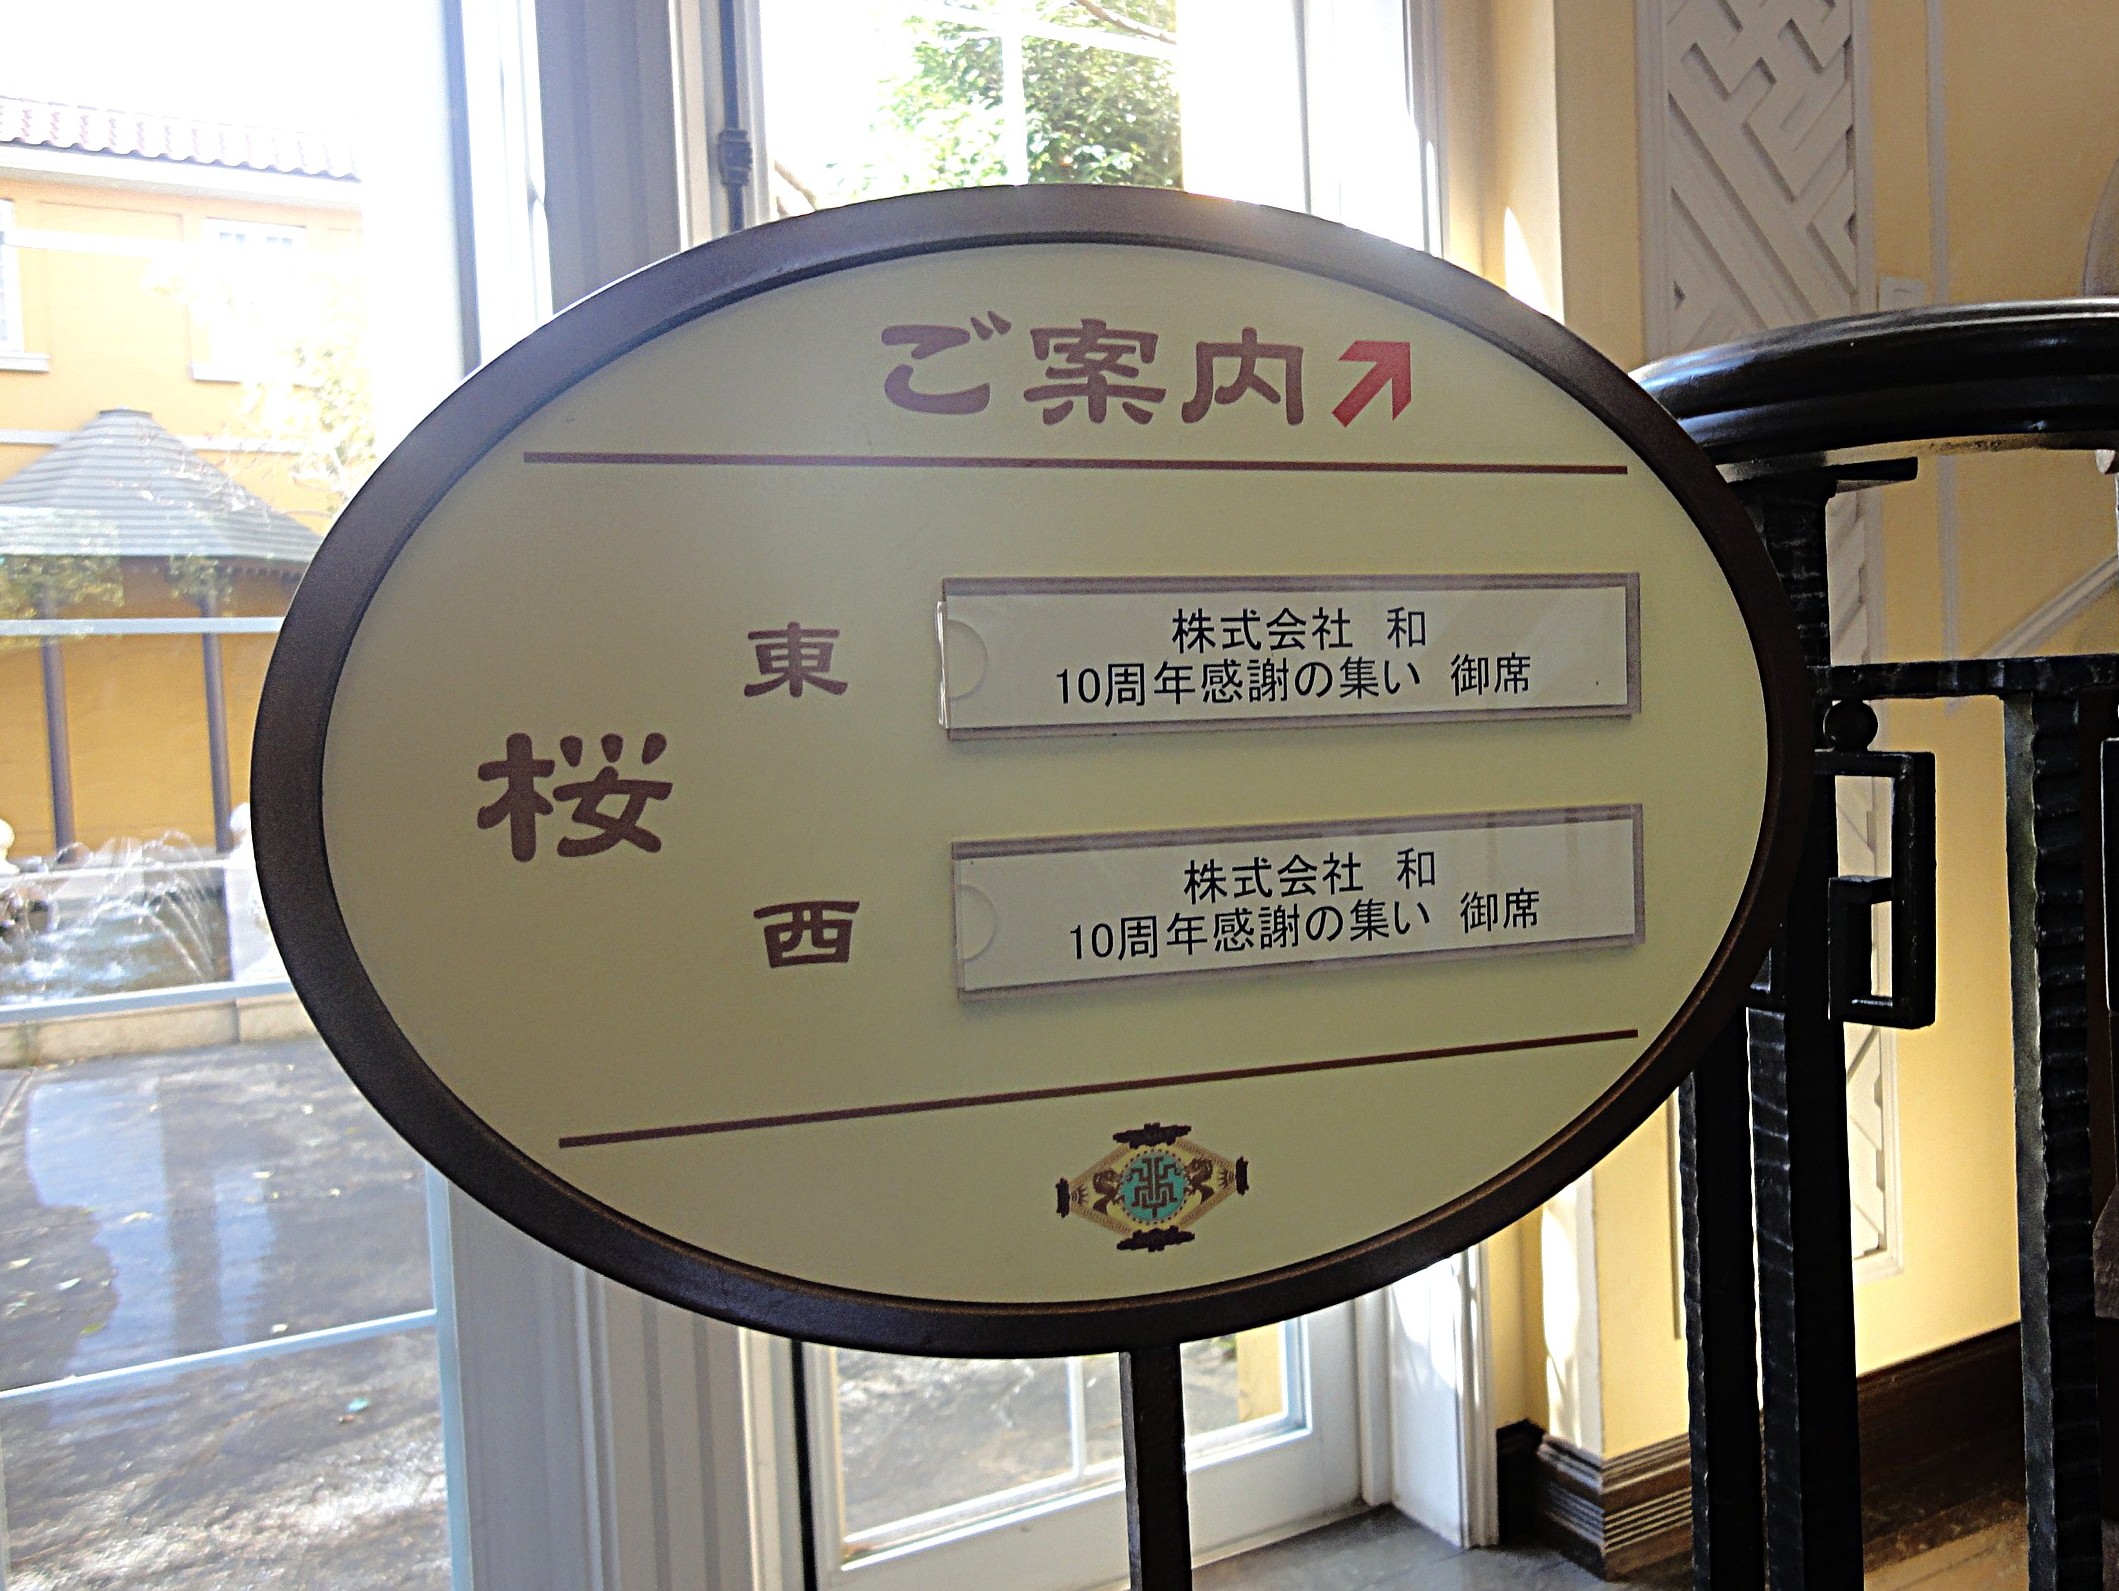 ご案内↗
桜
東
株式会社 和
10周年感謝の集い 御席
西
株式会社 和
10周年感謝の集い 御席